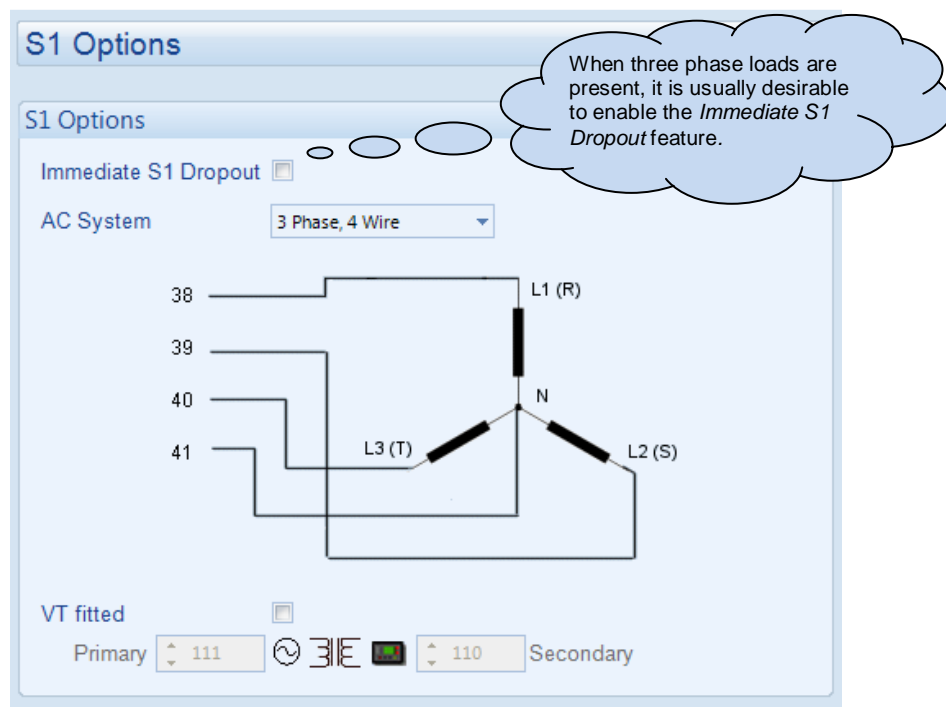 S1 Options
When three phase loads are
present, it is usually desirable
to enable the Immediate S1
Dropout feature.
S1 Options
Immediate S1 Dropout
AC System
3 Phase, 4 Wire
38
L1 (R)
39
40
N
41
L3 (T)
L2 (S)
VT fitted
Primary 111 110 Secondary